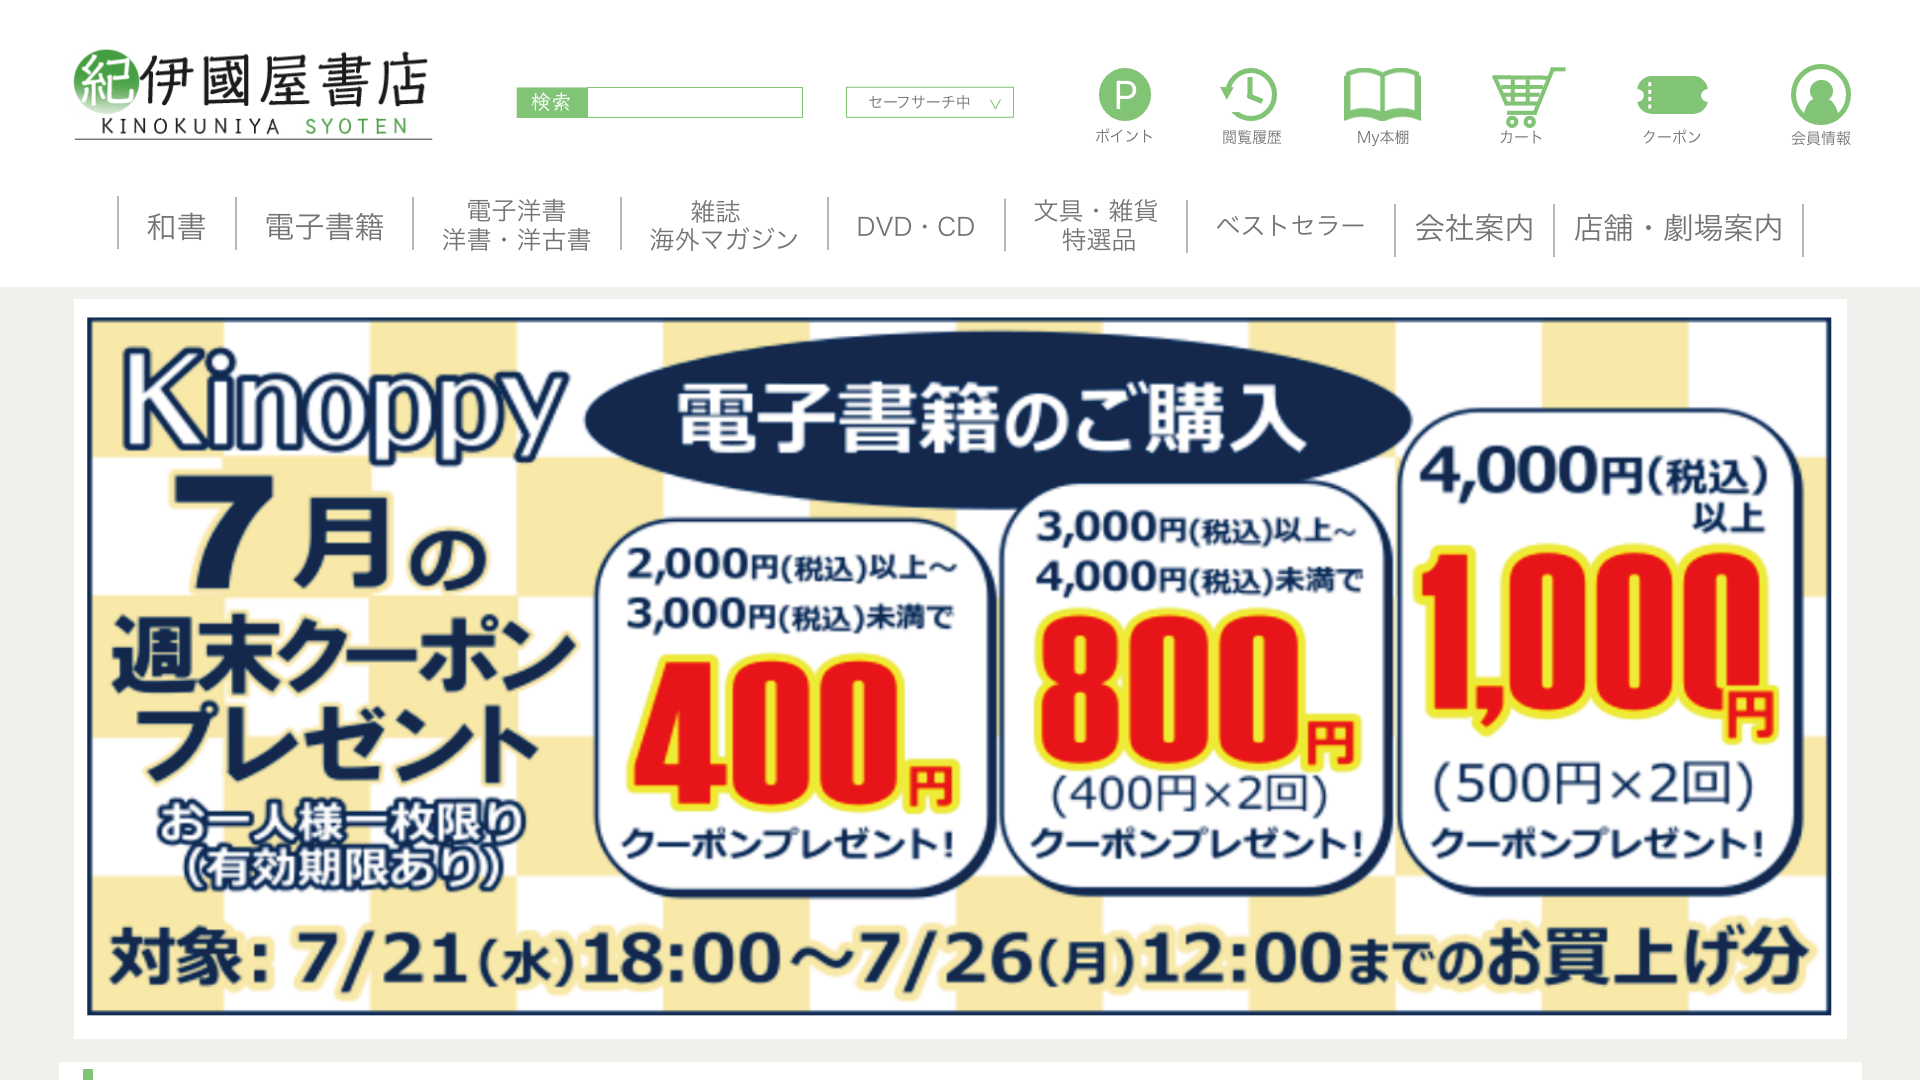 紀伊國屋書店
KINOKUNIYA SYOTEN
検索
セーフサーチ中
P
ポイント
閲覧履歴
My本棚
カート
クーポン
会員情報
和書
電子書籍
電子洋書
洋書・洋古書
雑誌
海外マガジン
DVD・CD
文具・雑貨
特選品
ベストセラー
会社案内
店舗・劇場案内
Kinoppy
7月の
週末クーポン
プレゼント
お一人様一枚限り
(有効期限あり)
電子書籍のご購入
2,000円(税込)以上~
3,000円(税込)未満で
400円
クーポンプレゼント!
3,000円(税込)以上~
4,000円(税込)未満で
800円
(400円×2回)
クーポンプレゼント!
4,000円(税込)
以上
1,000円
(500円×2回)
クーポンプレゼント!
対象: 7/21(水)18:00~7/26(月)12:00までのお買上げ分